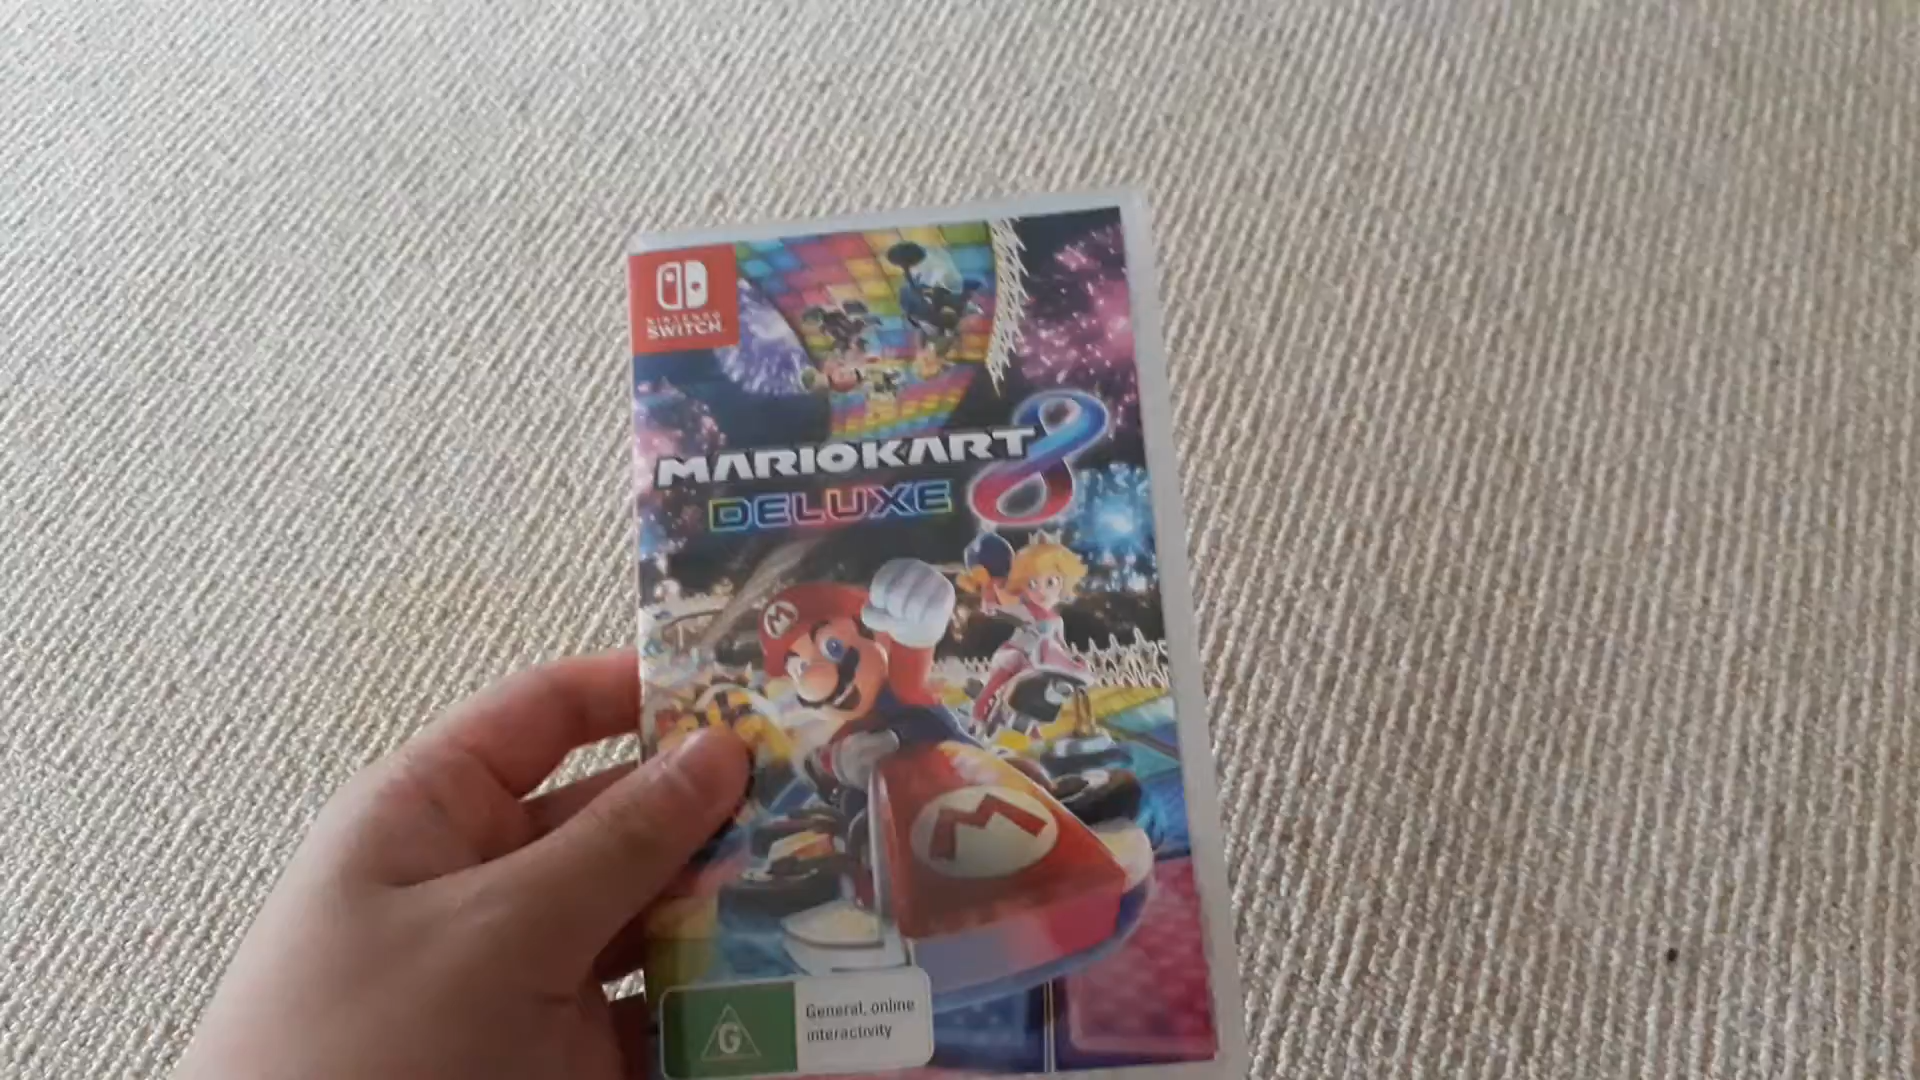 NINTENDO
SWITCH
MARIOKART 8
DELUXE
M
M
G
General, online
interactivity